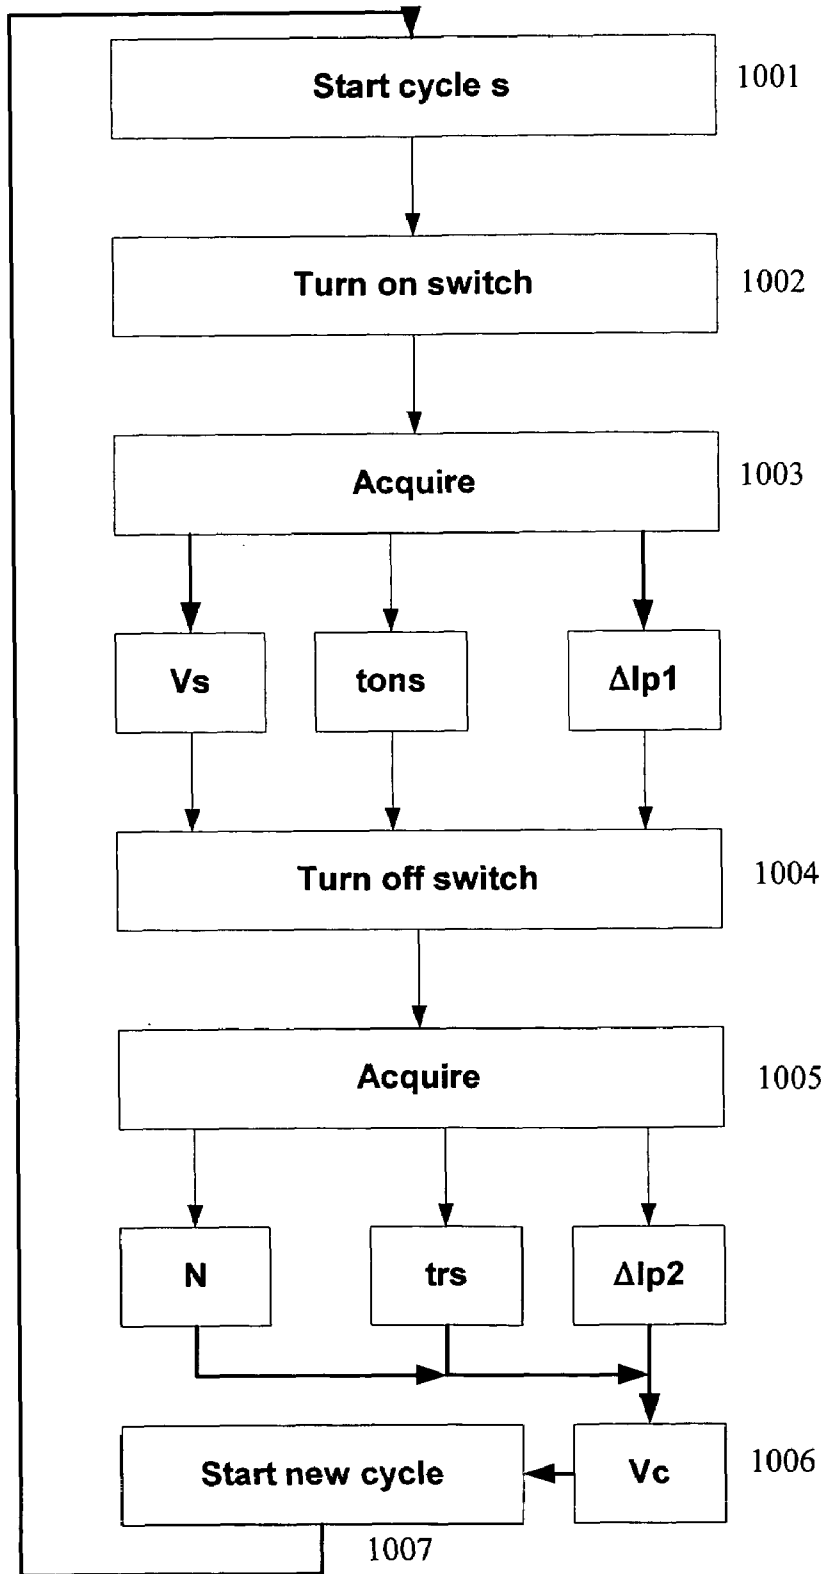 Start cycle s
1001
Turn on switch
1002
Acquire
1003
Vs
tons
ΔIp1
Turn off switch
1004
Acquire
1005
N
trs
ΔIp2
Start new cycle
Vc
1006
1007